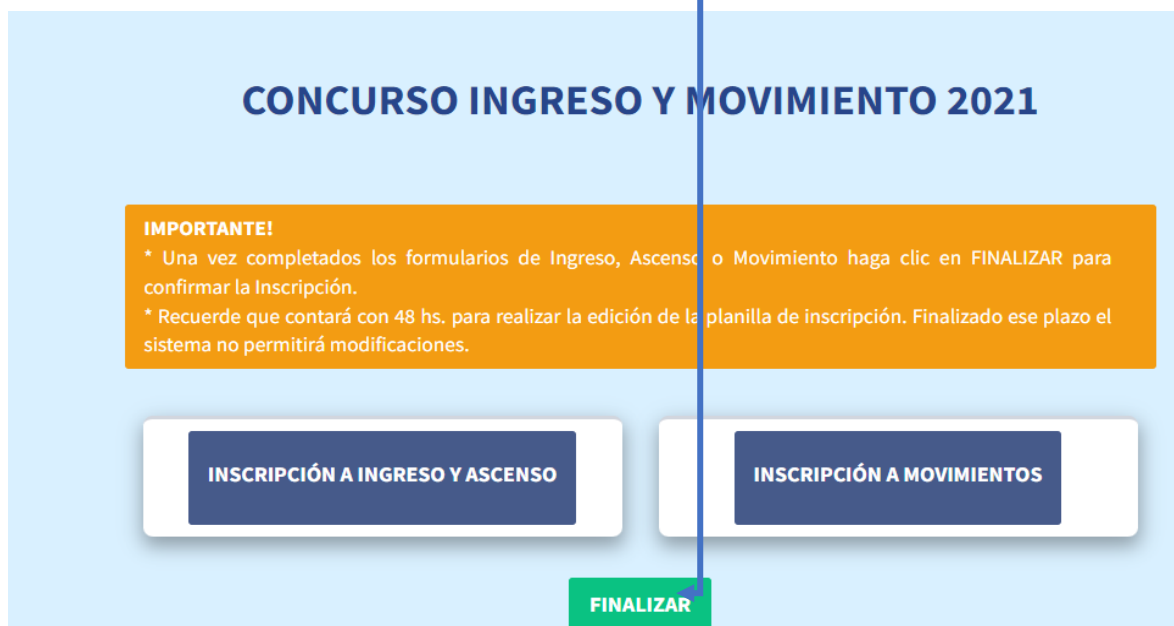 CONCURSO INGRESO Y MOVIMIENTO 2021
IMPORTANTE!
* Una vez completados los formularios de Ingreso, Ascenso o Movimiento haga clic en FINALIZAR para
confirmar la Inscripción.
* Recuerde que contará con 48 hs. para realizar la edición de la planilla de inscripción. Finalizado ese plazo el
sistema no permitirá modificaciones.
INSCRIPCIÓN A INGRESO Y ASCENSO
INSCRIPCIÓN A MOVIMIENTOS
FINALIZAR